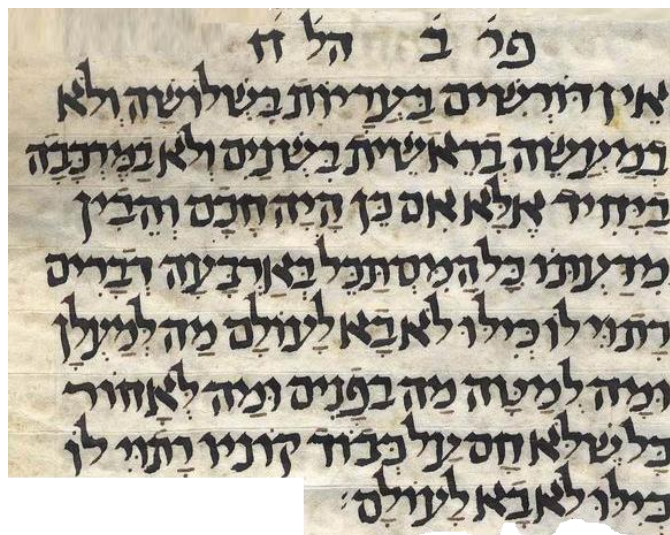 פר ב הל ח
אין דורשים בעריות בשלושה ולא
במעשה בראשית בשנים ולא במרכבה
ביחיד אלא אם כן היה חכם והבין
מדעתו כל המסתכל בארבעה דברים
רתוי לו כילו לא בא לעולם מה למעלן
ומה למטה מה בפנים ומה לאחור
כל שלא חס על כבוד קוניו רתוי לו
כילו לא בא לעולם: